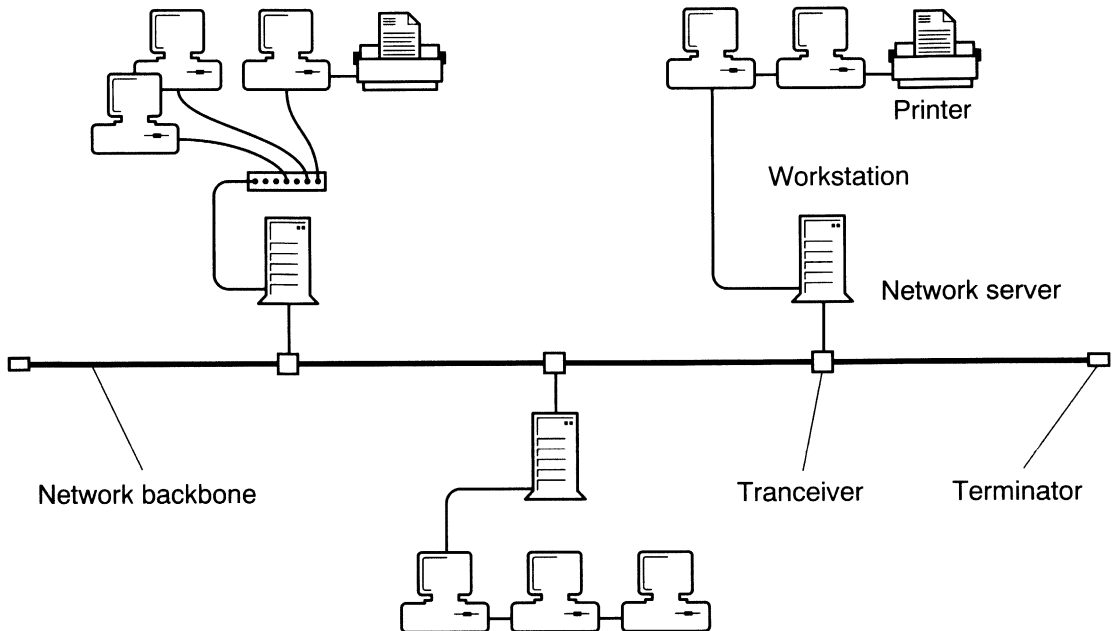 Printer
Workstation
Network server
Network backbone
Tranceiver
Terminator